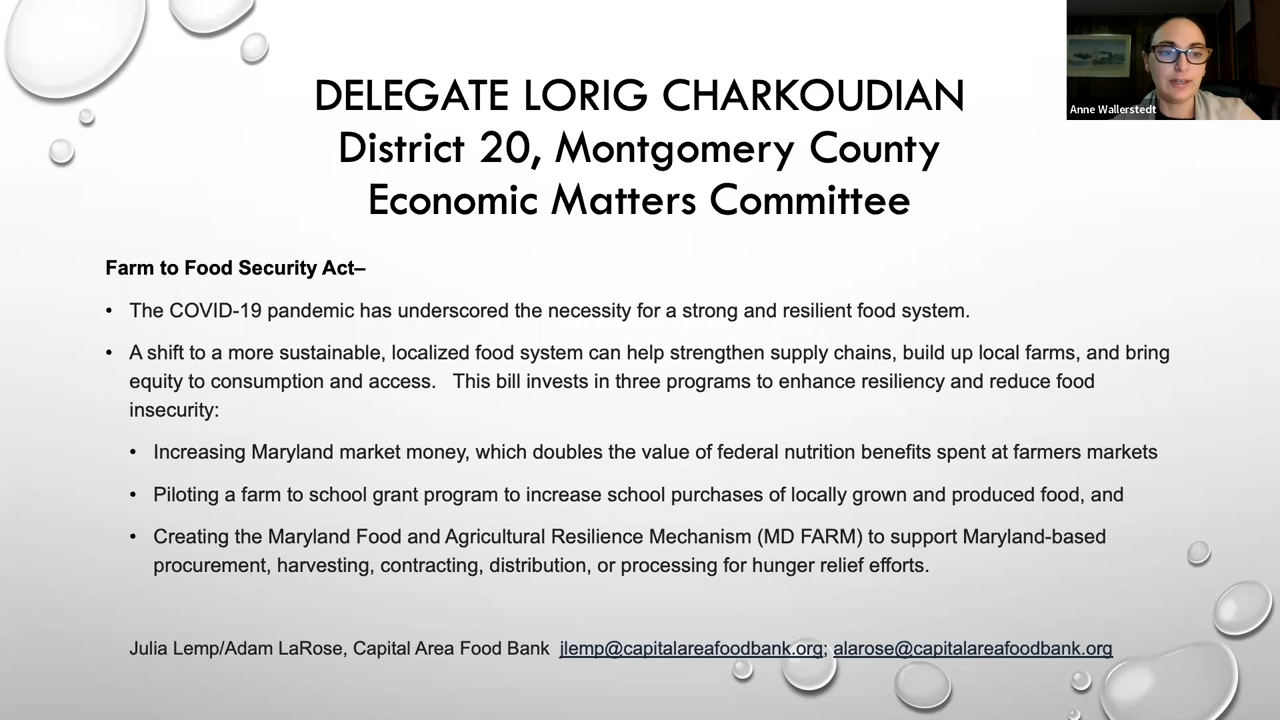 DELEGATE LORIG CHARKOUDIAN
District 20, Montgomery County
Economic Matters Committee
Anne Wallerstedt
Farm to Food Security Act–
• The COVID-19 pandemic has underscored the necessity for a strong and resilient food system.
• A shift to a more sustainable, localized food system can help strengthen supply chains, build up local farms, and bring
equity to consumption and access. This bill invests in three programs to enhance resiliency and reduce food
insecurity:
• Increasing Maryland market money, which doubles the value of federal nutrition benefits spent at farmers markets
• Piloting a farm to school grant program to increase school purchases of locally grown and produced food, and
• Creating the Maryland Food and Agricultural Resilience Mechanism (MD FARM) to support Maryland-based
procurement, harvesting, contracting, distribution, or processing for hunger relief efforts.
Julia Lemp/Adam LaRose, Capital Area Food Bank jlemp@capitalareafoodbank.org; alarose@capitalareafoodbank.org